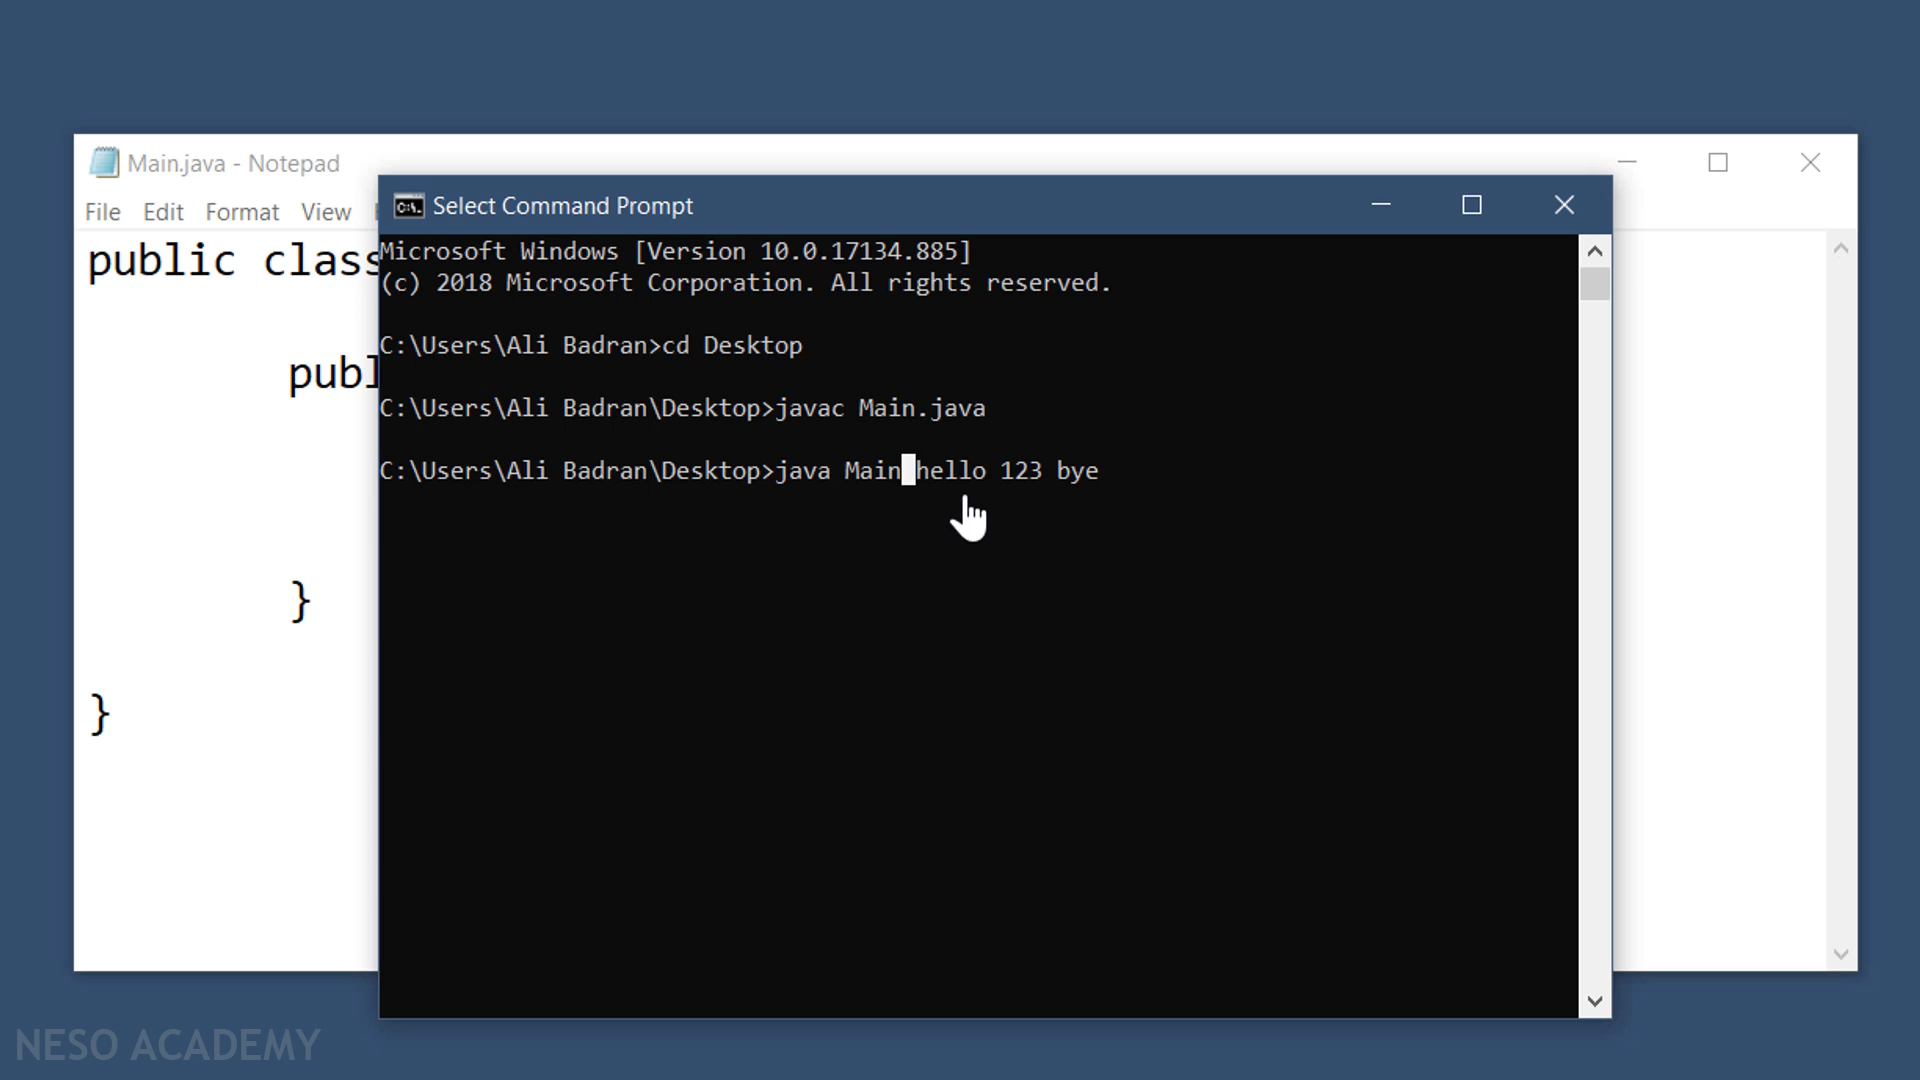 Main.java - Notepad
File Edit Format View
public class
publ
}
}
Select Command Prompt
Microsoft Windows [Version 10.0.17134.885]
(c) 2018 Microsoft Corporation. All rights reserved.
C:\Users\Ali Badran>cd Desktop
C:\Users\Ali Badran\Desktop>javac Main.java
C:\Users\Ali Badran\Desktop>java Main hello 123 bye
NESO ACADEMY